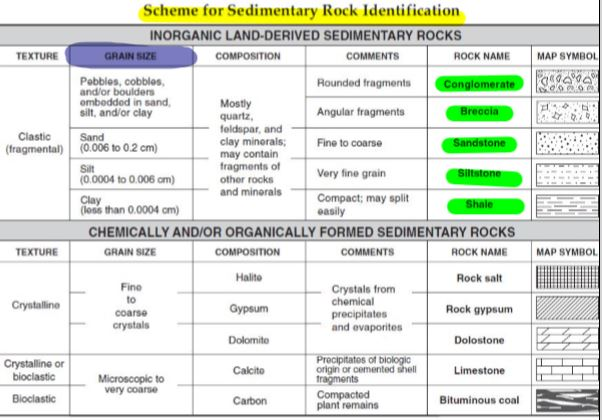 Scheme for Sedimentary Rock Identification
INORGANIC LAND-DERIVED SEDIMENTARY ROCKS
TEXTURE GRAIN SIZE COMPOSITION COMMENTS ROCK NAME MAP SYMBOL
Clastic
(fragmental)
Pebbles, cobbles,
and/or boulders
embedded in sand,
silt, and/or clay
Sand
(0.006 to 0.2 cm)
Silt
(0.0004 to 0.006 cm)
Clay
(less than 0.0004 cm)
Mostly
quartz,
feldspar, and
clay minerals;
may contain
fragments of
other rocks
and minerals
Rounded fragments
Angular fragments
Fine to coarse
Very fine grain
Compact; may split
easily
Conglomerate
Breccia
Sandstone
Siltstone
Shale
CHEMICALLY AND/OR ORGANICALLY FORMED SEDIMENTARY ROCKS
TEXTURE GRAIN SIZE COMPOSITION COMMENTS ROCK NAME MAP SYMBOL
Crystalline
Fine
to
coarse
crystals
Halite
Gypsum
Dolomite
Crystals from
chemical
precipitates
and evaporites
Rock salt
Rock gypsum
Dolostone
Crystalline or
bioclastic
Bioclastic
Microscopic to
very coarse
Calcite
Carbon
Precipitates of biologic
origin or cemented shell
fragments
Compacted
plant remains
Limestone
Bituminous coal